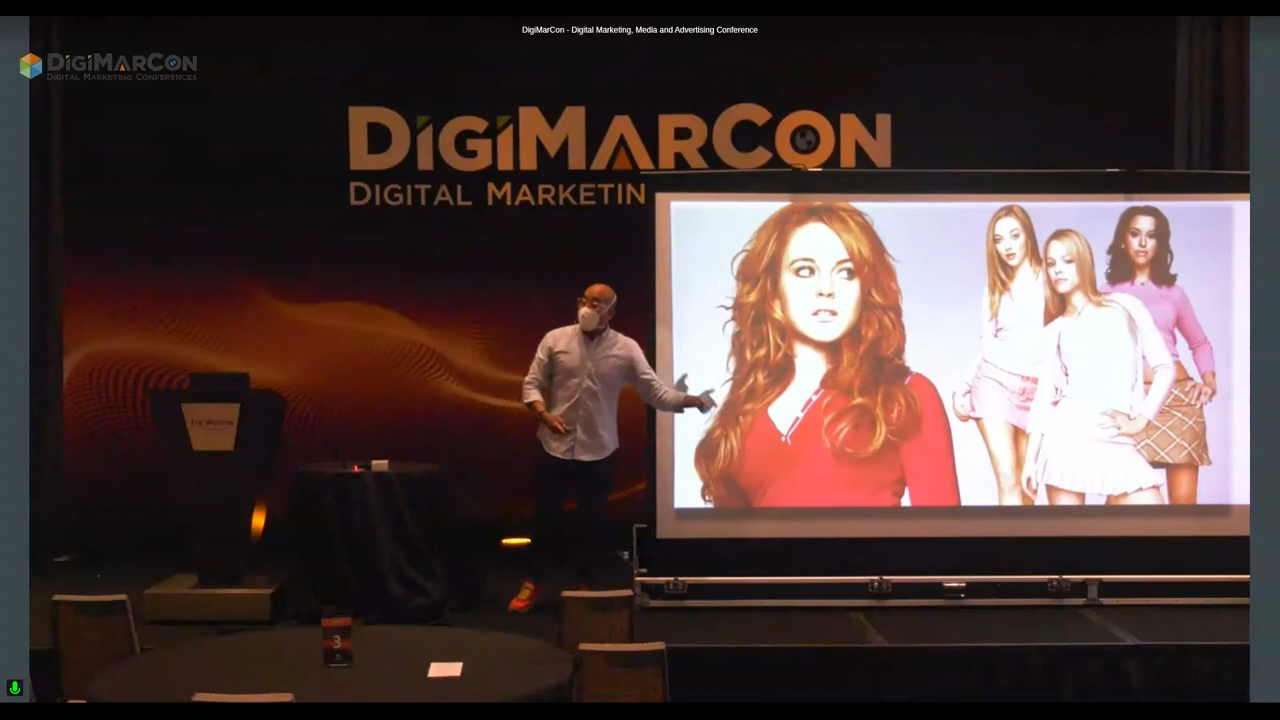 DigiMarCon - Digital Marketing, Media and Advertising Conference
DIGIMARCON
DIGITAL MARKETING CONFERENCES
DIGIMARCON
DIGITAL MARKETIN
THE WESTIN
3